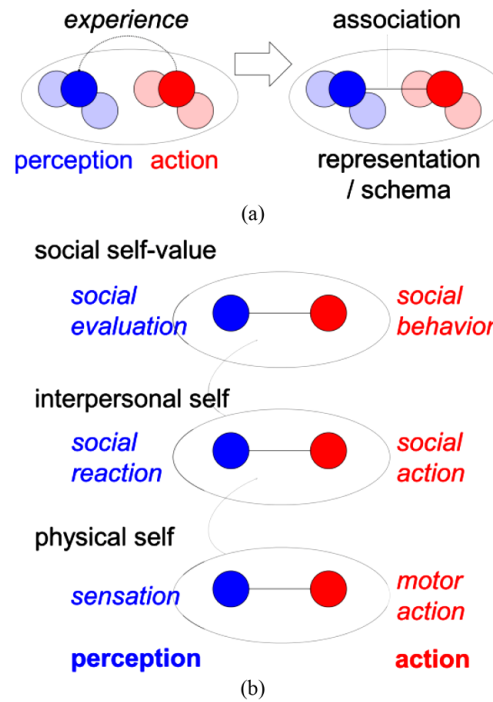 experience
association
perception action
representation
/ schema
(a)
social self-value
social
evaluation
social
behavior
interpersonal self
social
reaction
social
action
physical self
sensation
motor
action
perception
action
(b)